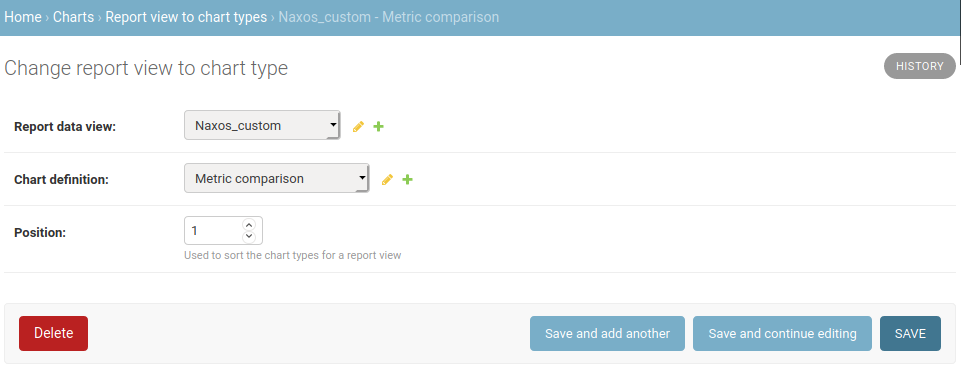 Home › Charts › Report view to chart types › Naxos_custom - Metric comparison
Change report view to chart type
HISTORY
Report data view: Naxos_custom
Chart definition: Metric comparison
Position: 1
Used to sort the chart types for a report view
Delete Save and add another Save and continue editing SAVE